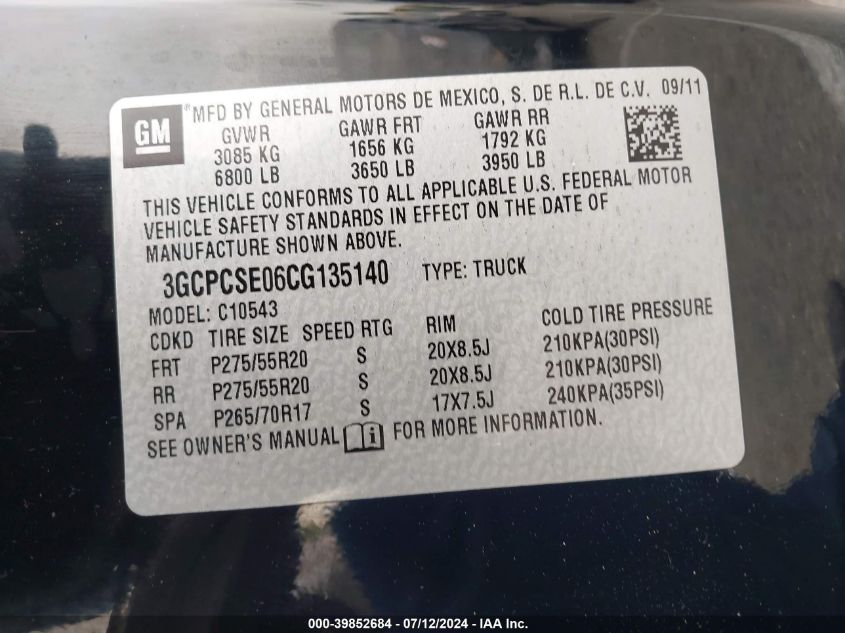 GM ®MFD BY GENERAL MOTORS DE MEXICO, S. DE R.L. DE C.V. 09/11
GVWR GAWR FRT GAWR RR
3085 KG 1656 KG 1792 KG
6800 LB 3650 LB 3950 LB
THIS VEHICLE CONFORMS TO ALL APPLICABLE U.S. FEDERAL MOTOR
VEHICLE SAFETY STANDARDS IN EFFECT ON THE DATE OF
MANUFACTURE SHOWN ABOVE.
3GCPCSE06CG135140 TYPE: TRUCK
MODEL: C10543
CDKD TIRE SIZE SPEED RTG RIM COLD TIRE PRESSURE
FRT P275/55R20 S 20X8.5J 210KPA(30PSI)
RR P275/55R20 S 20X8.5J 210KPA(30PSI)
SPA P265/70R17 S 17X7.5J 240KPA(35PSI)
SEE OWNER'S MANUAL i FOR MORE INFORMATION.
000-39852684 - 07/12/2024 - IAA Inc.